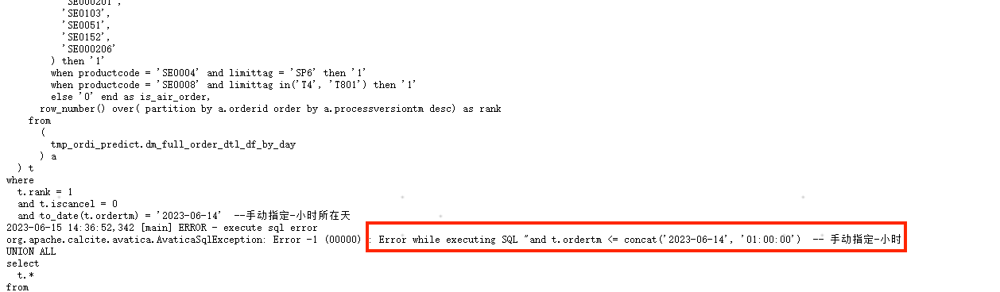 'SE000201',
'SE0103',
'SE0051',
'SE0152',
'SE000206'
) then '1'
when productcode = 'SE0004' and limittag = 'SP6' then '1'
when productcode = 'SE0008' and limittag in('T4', 'T801') then '1'
else '0' end as is_air_order,
row_number() over( partition by a.orderid order by a.processversiontm desc) as rank
from
(
tmp_ordi_predict.dm_full_order_dtl_df_by_day
) a
) t
where
t.rank = 1
and t.iscancel = 0
and to_date(t.ordertm) = '2023-06-14' --手动指定-小时所在天
2023-06-15 14:36:52,342 [main] ERROR - execute sql error
org.apache.calcite.avatica.AvaticaSqlException: Error -1 (00000) : Error while executing SQL "and t.ordertm <= concat('2023-06-14', '01:00:00') -- 手动指定-小时
UNION ALL
select
t.*
from